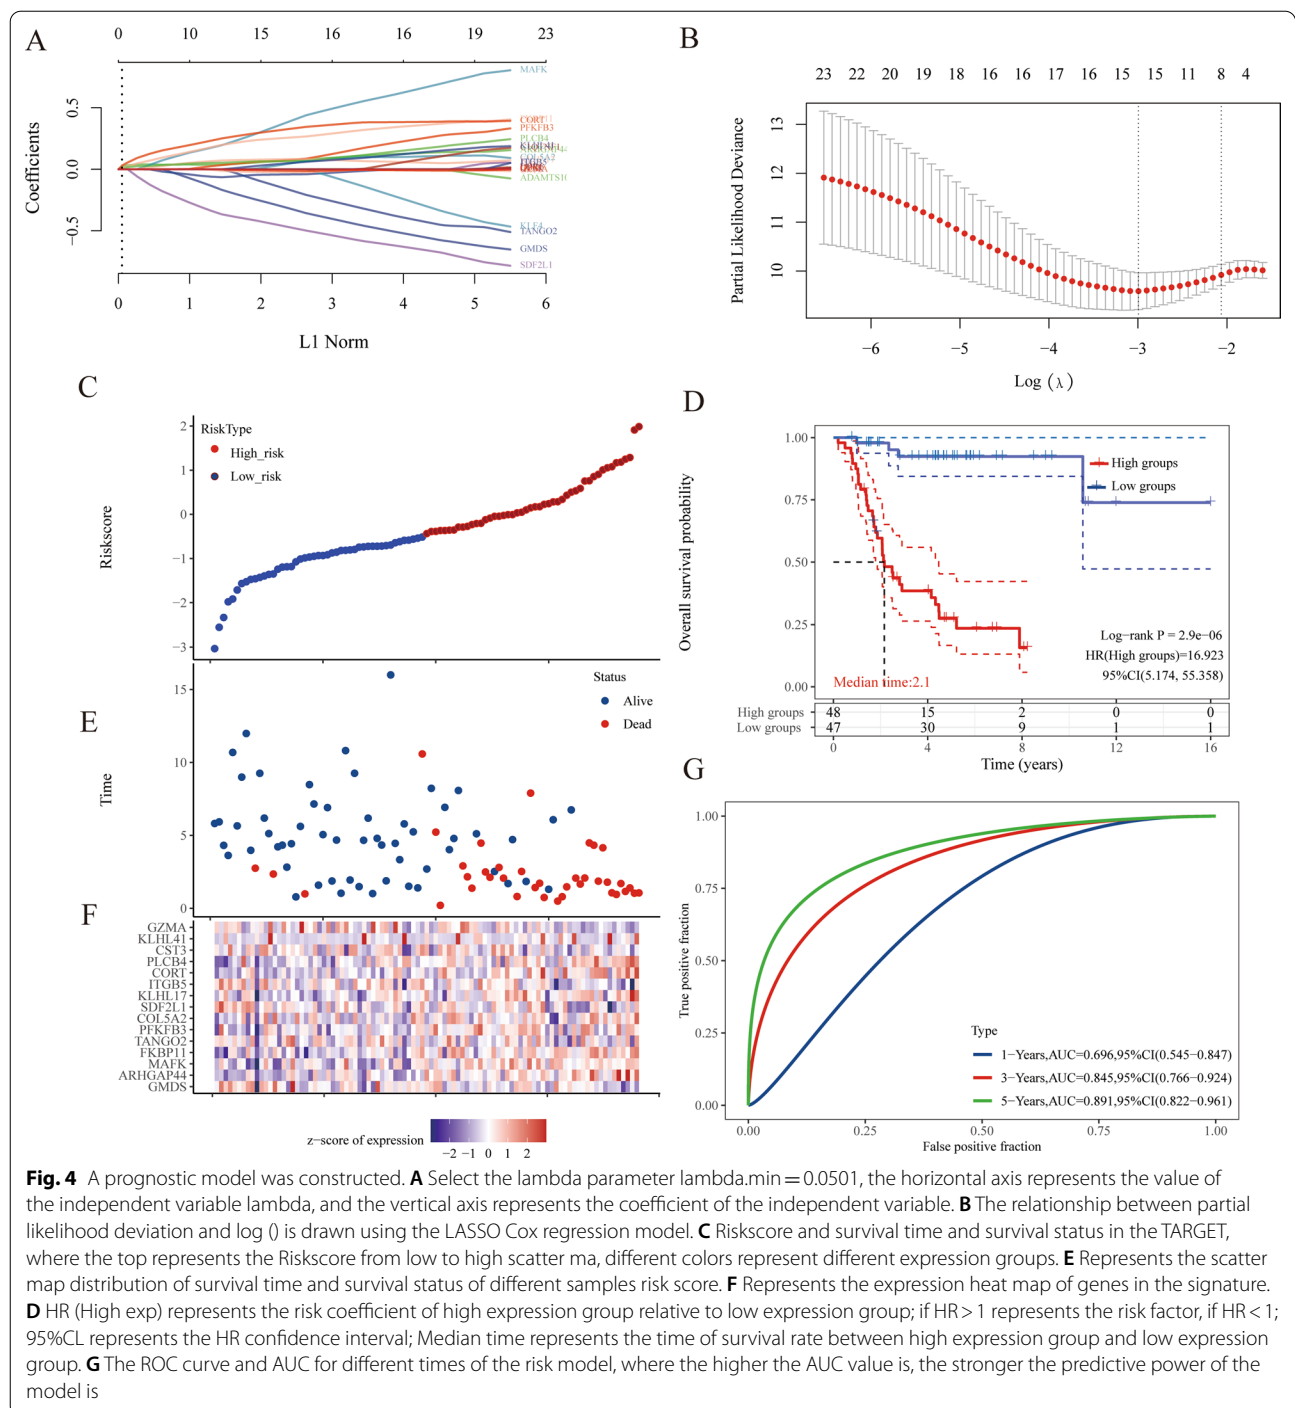 A
0 10 15 16 16 19 23
Coefficients
0.5
0.0
−0.5
MAFK
CORT
PFKFB3
PLCB4
COL5A2
ITGB5
ADAMTS10
KLF4
TANGO2
GMDS
SDF2L1
0 1 2 3 4 5 6
L1 Norm
B
23 22 20 19 18 16 16 17 16 15 15 11 8 4
Partial Likelihood Deviance
13
12
11
10
−6 −5 −4 −3 −2
Log (λ)
C
Riskscore
2
1
0
−1
−2
−3
RiskType
High_risk
Low_risk
D
Overall survival probability
1.00
0.75
0.50
0.25
0.00
High groups
Low groups
Log−rank P = 2.9e−06
HR(High groups)=16.923
95%CI(5.174, 55.358)
Median time:2.1
High groups 48 15 2 0 0
Low groups 47 30 9 1 1
0 4 8 12 16
Time (years)
E
Time
15
10
5
0
Status
Alive
Dead
F
GZMA
KLHL41
CST3
PLCB4
CORT
ITGB5
KLHL17
SDF2L1
COL5A2
PFKFB3
TANGO2
FKBP11
MAFK
ARHGAP44
GMDS
z−score of expression
−2 −1 0 1 2
G
True positive fraction
1.00
0.75
0.50
0.25
0.00
Type
1−Years,AUC=0.696,95%CI(0.545−0.847)
3−Years,AUC=0.845,95%CI(0.766−0.924)
5−Years,AUC=0.891,95%CI(0.822−0.961)
0.00 0.25 0.50 0.75 1.00
False positive fraction
Fig. 4 A prognostic model was constructed. A Select the lambda parameter lambda.min = 0.0501, the horizontal axis represents the value of
the independent variable lambda, and the vertical axis represents the coefficient of the independent variable. B The relationship between partial
likelihood deviation and log () is drawn using the LASSO Cox regression model. C Riskscore and survival time and survival status in the TARGET,
where the top represents the Riskscore from low to high scatter ma, different colors represent different expression groups. E Represents the scatter
map distribution of survival time and survival status of different samples risk score. F Represents the expression heat map of genes in the signature.
D HR (High exp) represents the risk coefficient of high expression group relative to low expression group; if HR > 1 represents the risk factor, if HR < 1;
95%CL represents the HR confidence interval; Median time represents the time of survival rate between high expression group and low expression
group. G The ROC curve and AUC for different times of the risk model, where the higher the AUC value is, the stronger the predictive power of the
model is